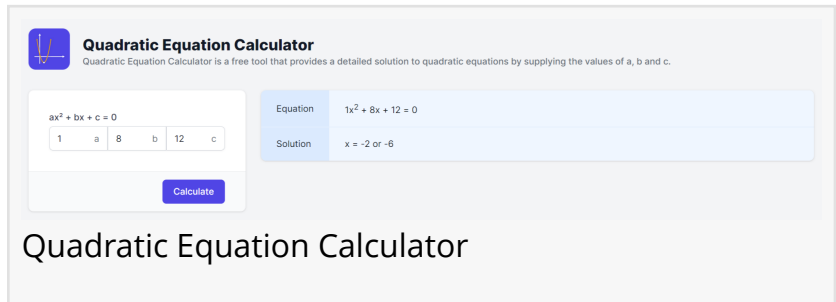 Quadratic Equation Calculator
Quadratic Equation Calculator is a free tool that provides a detailed solution to quadratic equations by supplying the values of a, b and c.
ax² + bx + c = 0
1 a 8 b 12 c
Calculate
Equation 1x² + 8x + 12 = 0
Solution x = -2 or -6
Quadratic Equation Calculator